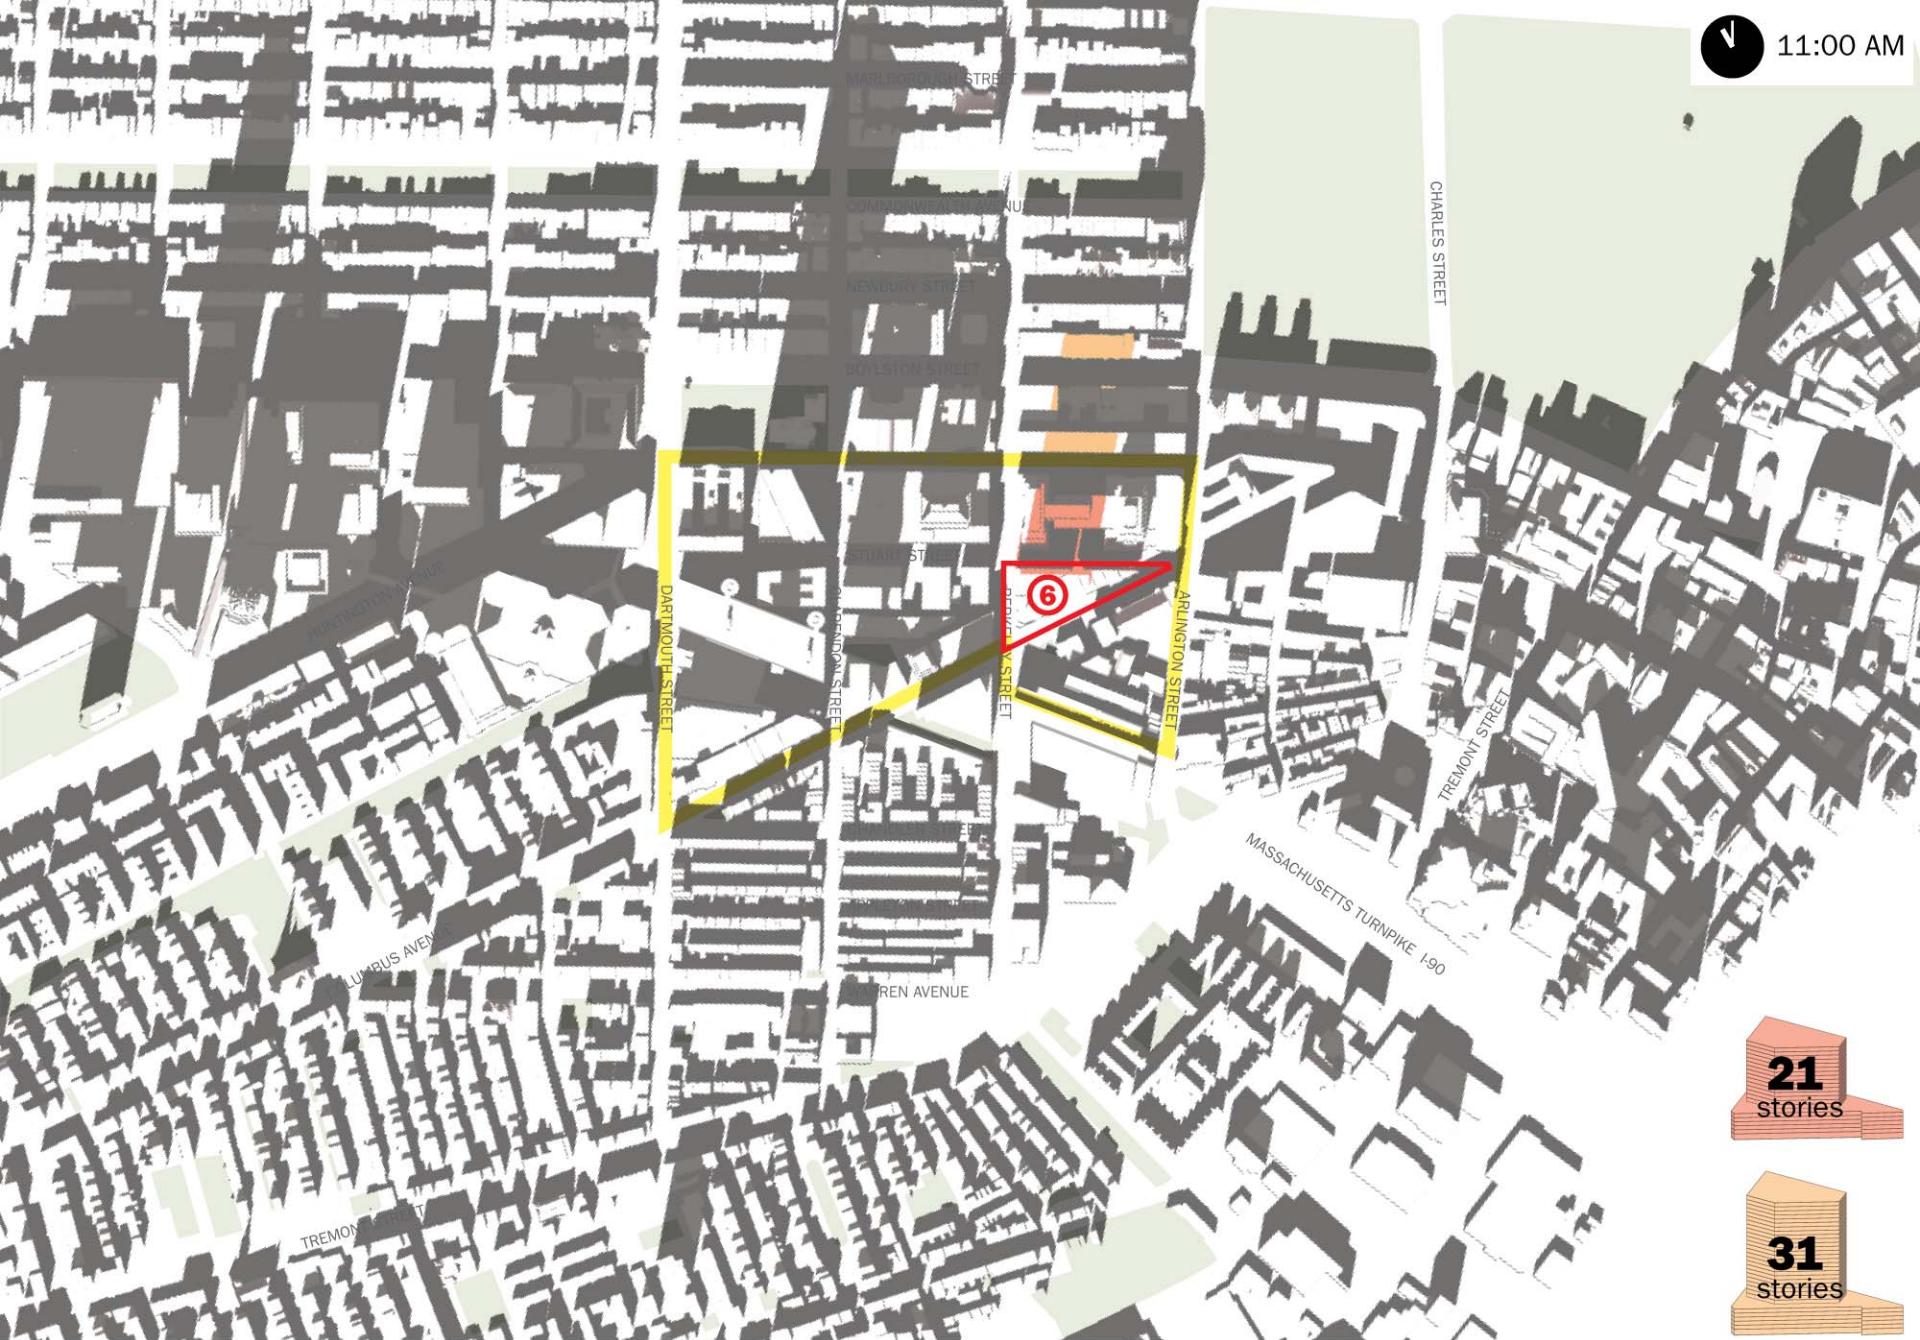 11:00 AM
MARLBOROUGH STREET
COMMONWEALTH AVENUE
CHARLES STREET
NEWBURY STREET
BOYLSTON STREET
STUART STREET
HUNTINGTON AVENUE
DARTMOUTH STREET
CLARENDON STREET
BERKELEY STREET
6
ARLINGTON STREET
TREMONT STREET
CHANDLER STREET
MASSACHUSETTS TURNPIKE I-90
COLUMBUS AVENUE
WARREN AVENUE
TREMONT STREET
21
stories
31
stories